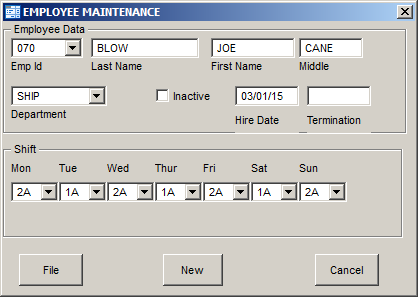 EMPLOYEE MAINTENANCE
Employee Data
070 BLOW JOE CANE
Emp Id Last Name First Name Middle
SHIP Inactive 03/01/15
Department Hire Date Termination
Shift
Mon Tue Wed Thur Fri Sat Sun
2A 1A 2A 1A 2A 1A 2A
File New Cancel